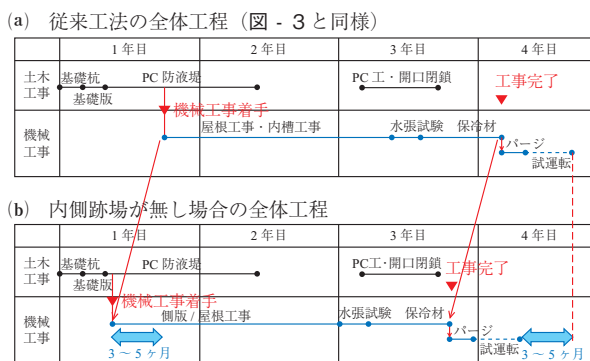 (a) 従来工法の全体工程（図 - 3 と同様）
1 年目 2 年目 3 年目 4 年目
土木工事
基礎杭 PC 防液堤 PC 工・開口閉鎖
基礎版
工事完了
機械工事着手
機械工事
屋根工事・内槽工事 水張試験 保冷材
パージ
試運転
(b) 内側跡場が無し場合の全体工程
1 年目 2 年目 3 年目 4 年目
土木工事
基礎杭 PC 防液堤 PC工・開口閉鎖
基礎版
工事完了
機械工事着手
機械工事
側版 / 屋根工事 水張試験 保冷材
パージ
試運転
3 〜 5 ヶ月 3 〜 5 ヶ月